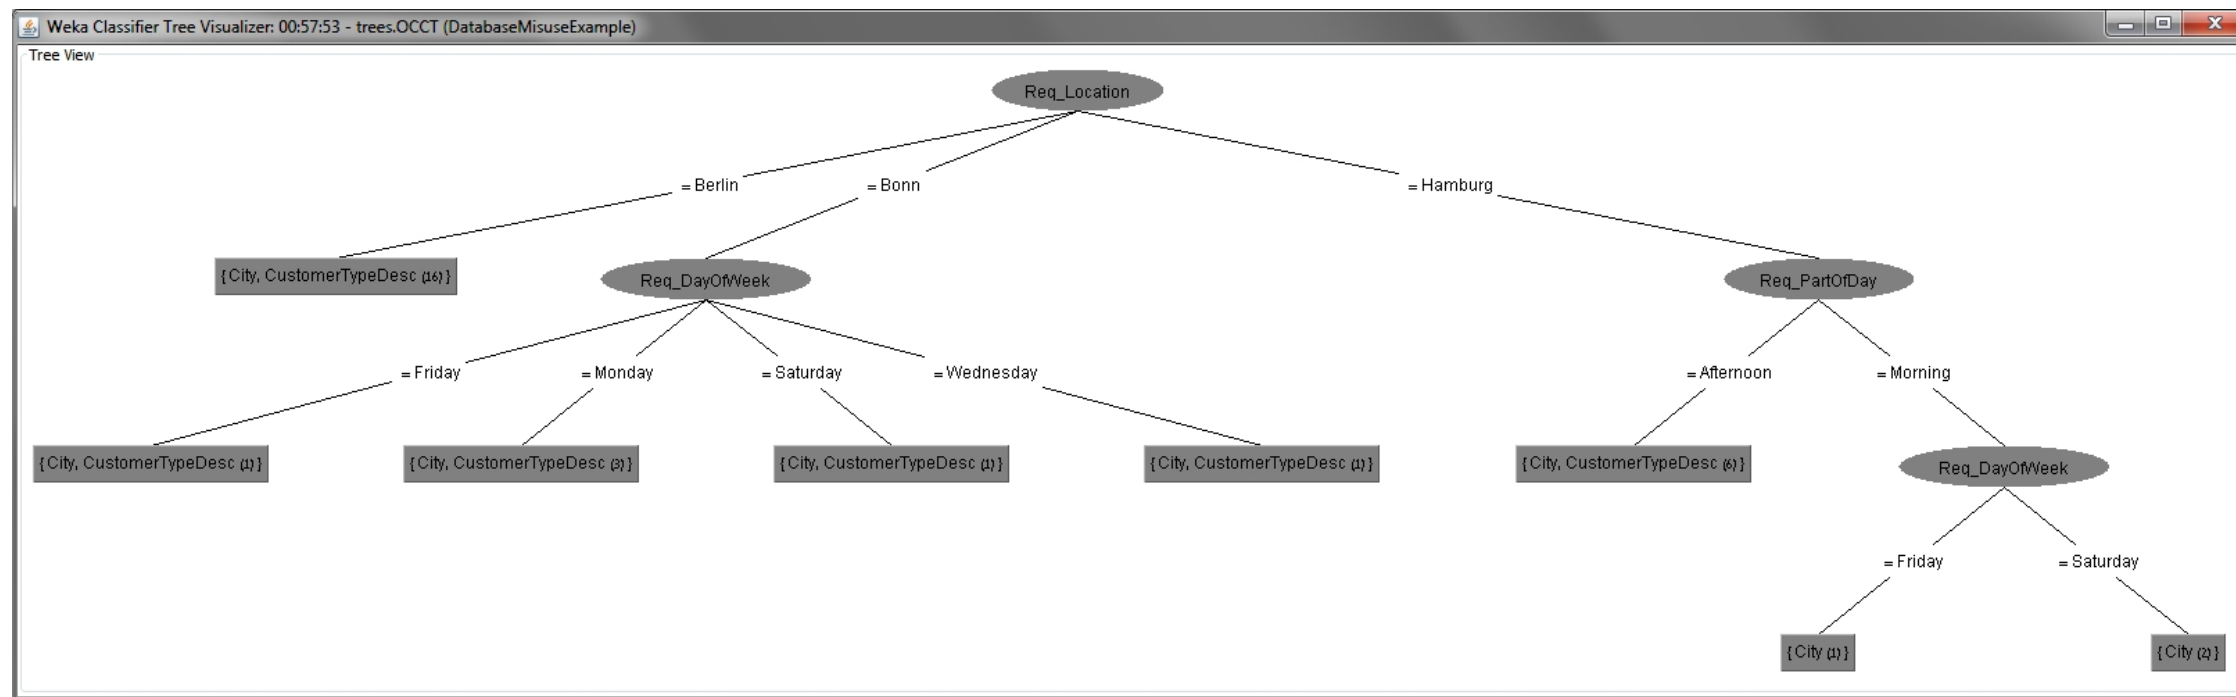 Weka Classifier Tree Visualizer: 00:57:53 - trees.OCCT (DatabaseMisuseExample)
Tree View
Req_Location
= Berlin
= Bonn
= Hamburg
{City, CustomerTypeDesc (16)}
Req_DayOfWeek
Req_PartOfDay
= Friday
= Monday
= Saturday
= Wednesday
= Afternoon
= Morning
{City, CustomerTypeDesc (1)}
{City, CustomerTypeDesc (3)}
{City, CustomerTypeDesc (1)}
{City, CustomerTypeDesc (1)}
{City, CustomerTypeDesc (6)}
Req_DayOfWeek
= Friday
= Saturday
{City (1)}
{City (2)}